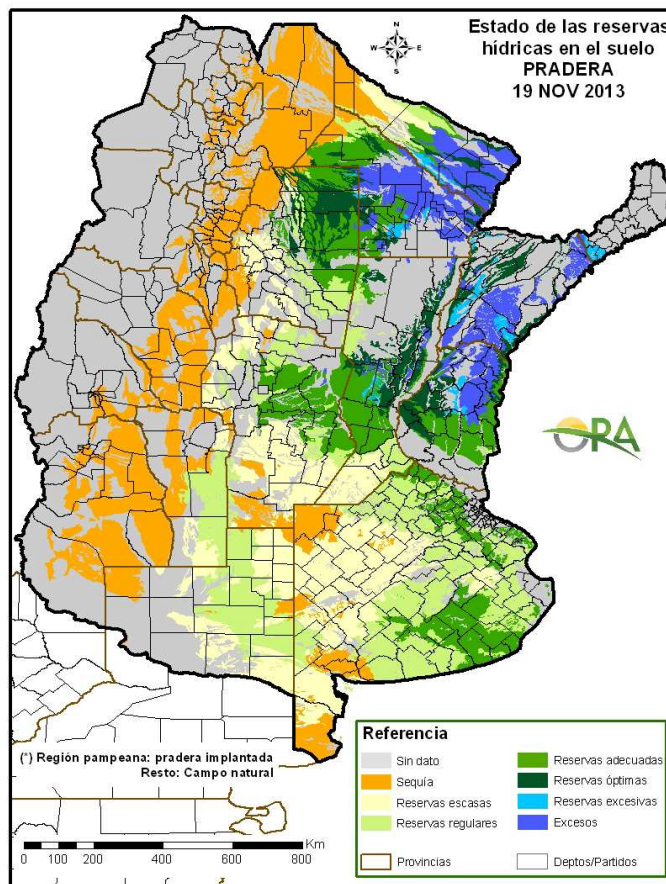 Estado de las reservas
hídricas en el suelo
PRADERA
19 NOV 2013
N
W E
S
ORA
(*) Región pampeana: pradera implantada
Resto: Campo natural
0 100 200 400 600 800 Km
Referencia
Sin dato
Sequía
Reservas escasas
Reservas regulares
Reservas adecuadas
Reservas óptimas
Reservas excesivas
Excesos
Provincias
Deptos/Partidos